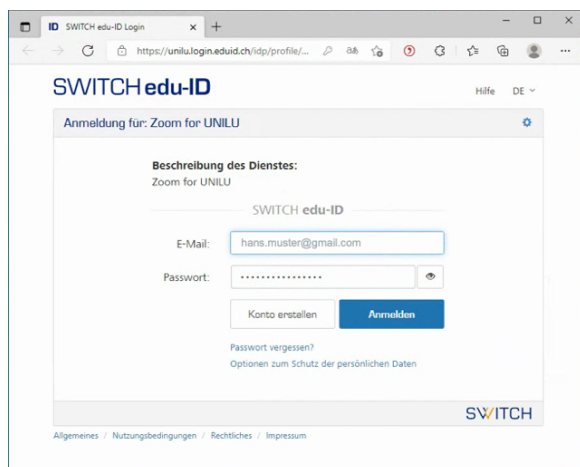 ID SWITCH edu-ID Login
https://unilu.login.eduid.ch/idp/profile/...
SWITCH edu-ID
Hilfe DE
Anmeldung für: Zoom for UNILU
Beschreibung des Dienstes:
Zoom for UNILU
SWITCH edu-ID
E-Mail: hans.muster@gmail.com
Passwort: ................
Konto erstellen Anmelden
Passwort vergessen?
Optionen zum Schutz der persönlichen Daten
SWITCH
Allgemeines / Nutzungsbedingungen / Rechtliches / Impressum